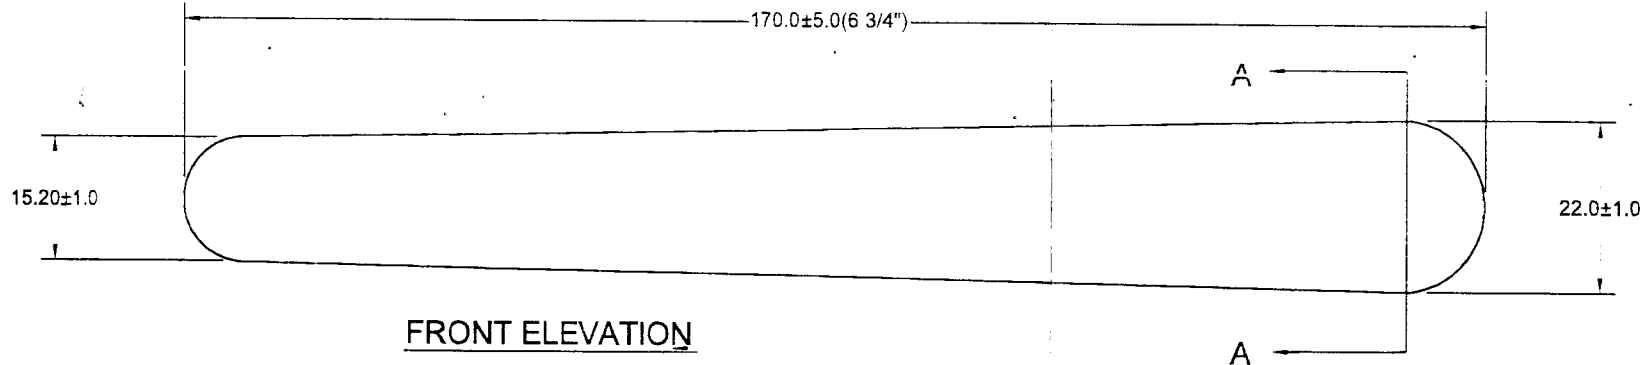 170.0±5.0(6 3/4")
A
15.20±1.0
22.0±1.0
FRONT ELEVATION
A